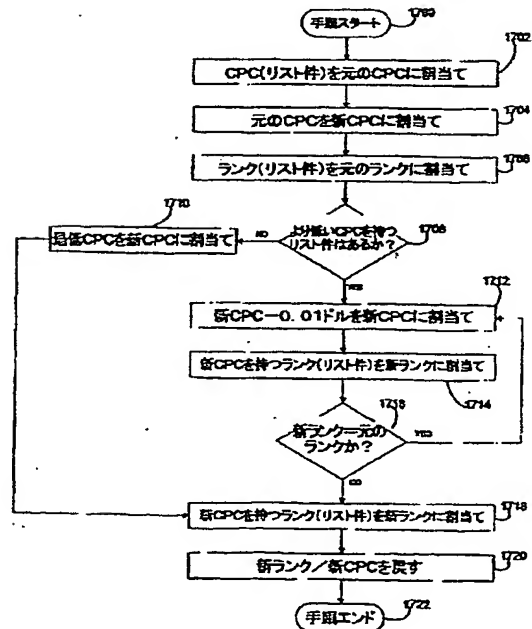 手順スタート
1702
CPC(リスト件)を元のCPCに割当て
1704
元のCPCを新CPCに割当て
ランク(リスト件)を元のランクに割当て
1710
最低CPCを新CPCに割当て
NO
より低いCPCを持つ
リスト件はあるか?
YES
1712
新CPC-0.01ドルを新CPCに割当て
新CPCを持つランク(リスト件)を新ランクに割当て
1714
新ランク=元の
ランクか?
YES
NO
新CPCを持つランク(リスト件)を新ランクに割当て
1718
新ランク/新CPCを戻す
1720
手順エンド
1722